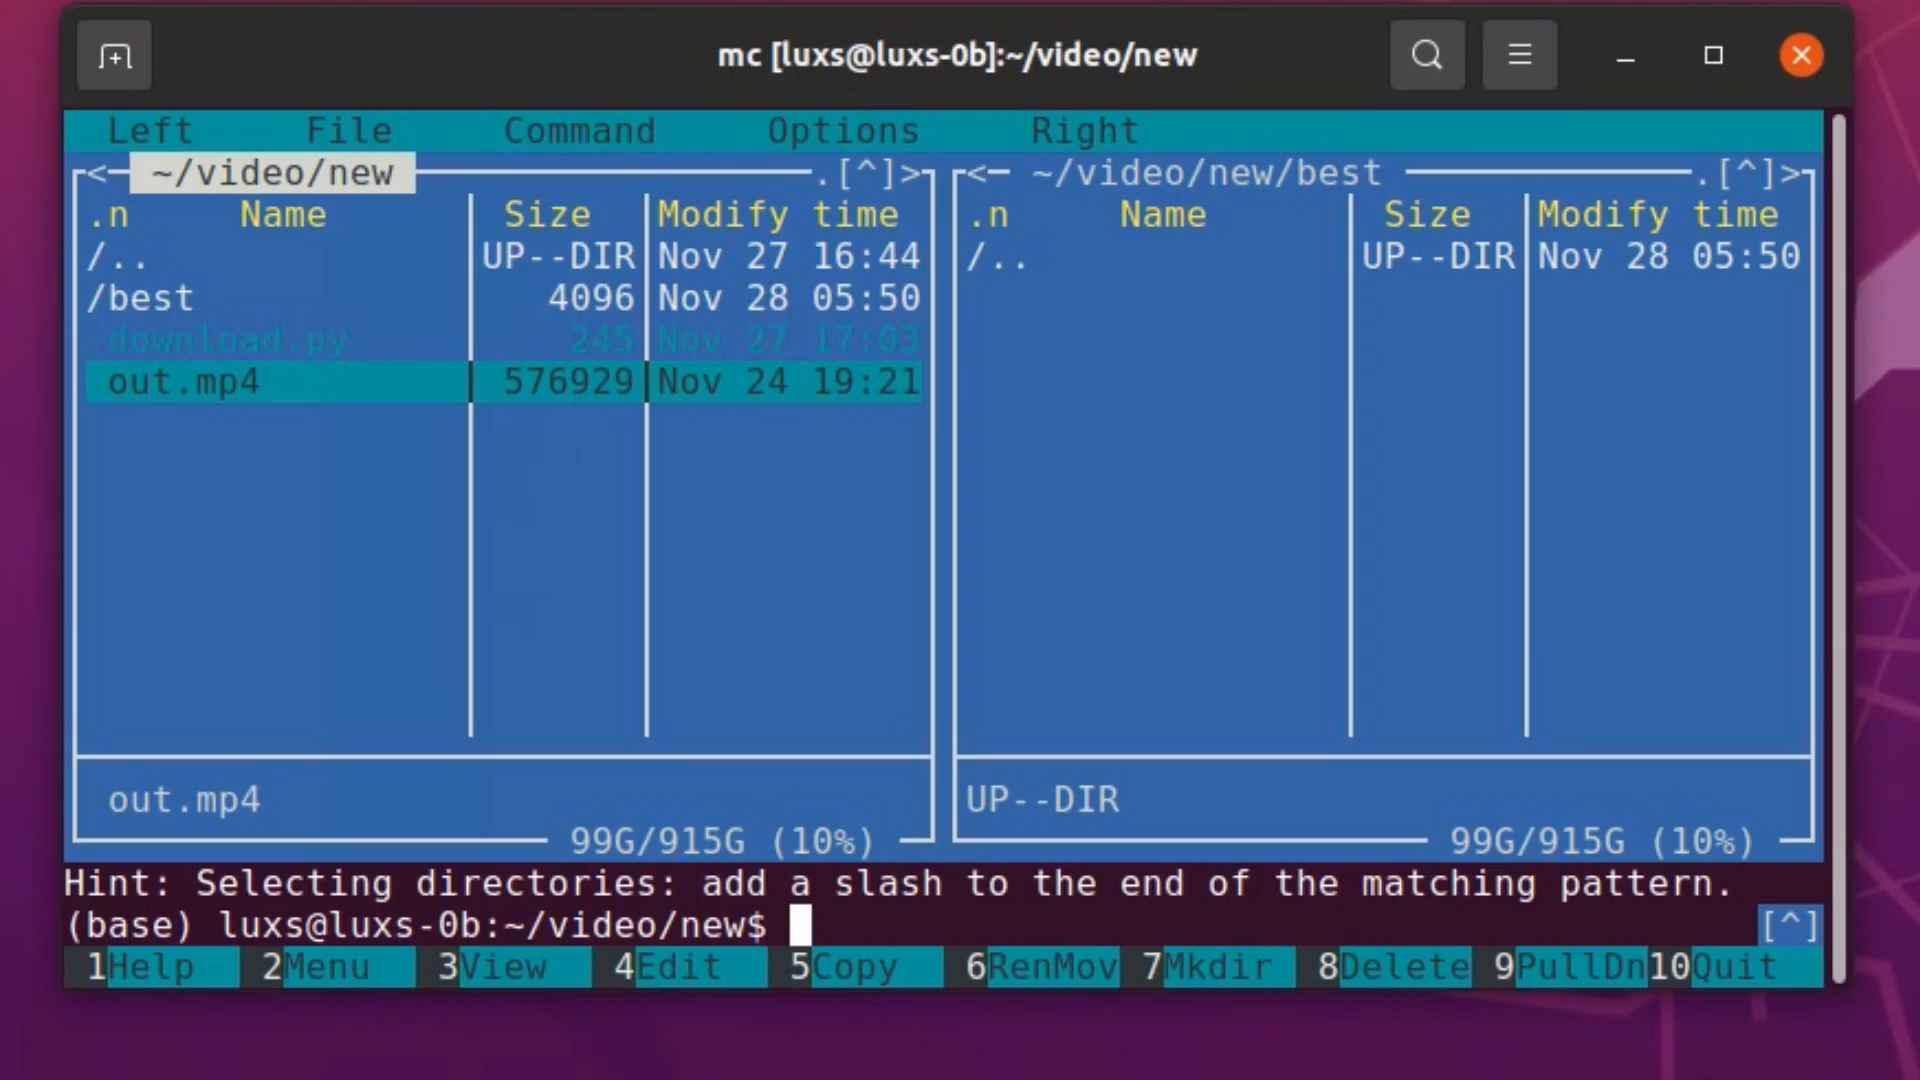 mc [luxs@luxs-0b]:~/video/new
Left File Command Options Right
<─ ~/video/new ─.[^]>
.n Name Size Modify time
/.. UP--DIR Nov 27 16:44
/best 4096 Nov 28 05:50
download.py 245 Nov 27 17:03
out.mp4 576929 Nov 24 19:21
out.mp4
99G/915G (10%)
<─ ~/video/new/best ─.[^]>
.n Name Size Modify time
/.. UP--DIR Nov 28 05:50
UP--DIR
99G/915G (10%)
Hint: Selecting directories: add a slash to the end of the matching pattern.
(base) luxs@luxs-0b:~/video/new$ [^]
1Help 2Menu 3View 4Edit 5Copy 6RenMov 7Mkdir 8Delete 9PullDn 10Quit